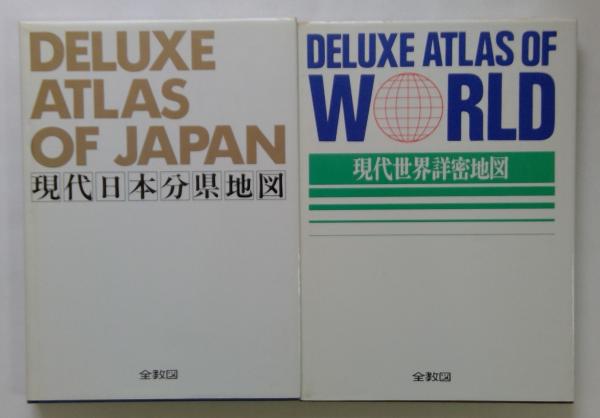 DELUXE
ATLAS
OF JAPAN
現代日本分県地図
全教図
DELUXE ATLAS OF
WORLD
現代世界詳密地図
全教図